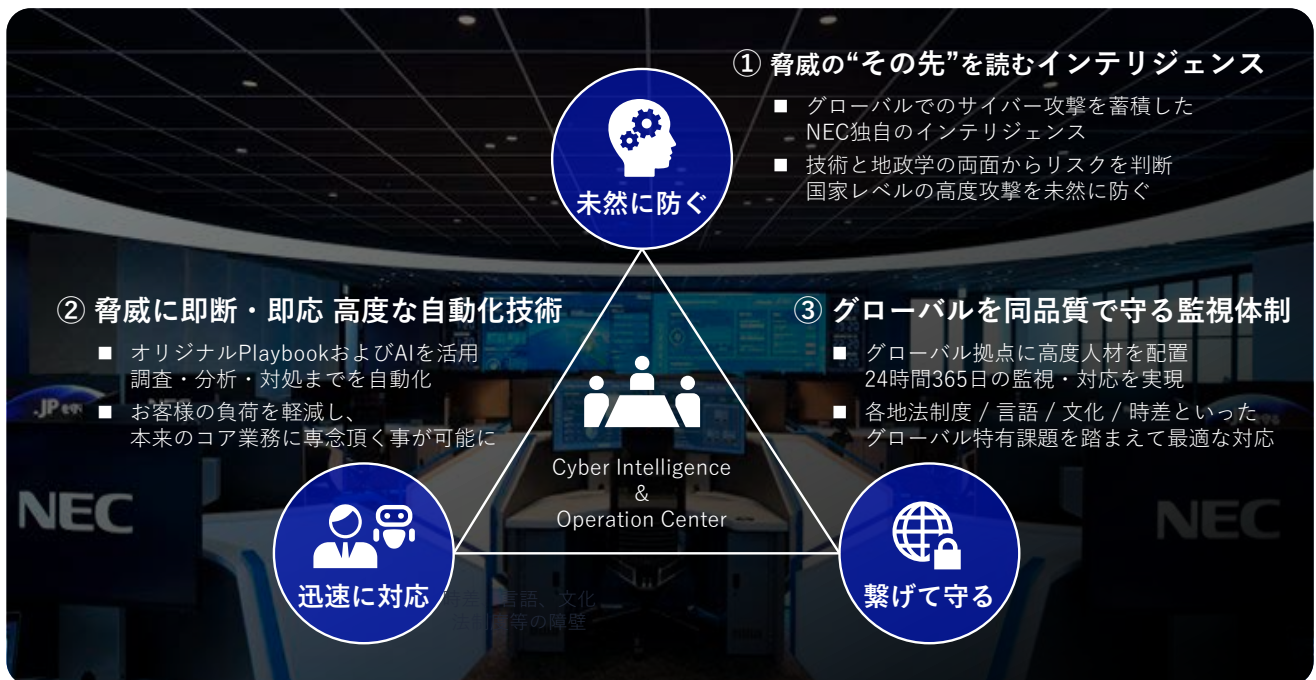 ① 脅威の“その先”を読むインテリジェンス
■ グローバルでのサイバー攻撃を蓄積した
NEC独自のインテリジェンス
■ 技術と地政学の両面からリスクを判断
国家レベルの高度攻撃を未然に防ぐ
未然に防ぐ
② 脅威に即断・即応 高度な自動化技術
■ オリジナルPlaybookおよびAIを活用
調査・分析・対処までを自動化
■ お客様の負荷を軽減し、
本来のコア業務に専念頂く事が可能に
③ グローバルを同品質で守る監視体制
■ グローバル拠点に高度人材を配置
24時間365日の監視・対応を実現
■ 各地法制度 / 言語 / 文化 / 時差といった
グローバル特有課題を踏まえて最適な対応
Cyber Intelligence
&
Operation Center
.JP
NEC
NEC
迅速に対応
言語、文化
等の障壁
繋げて守る